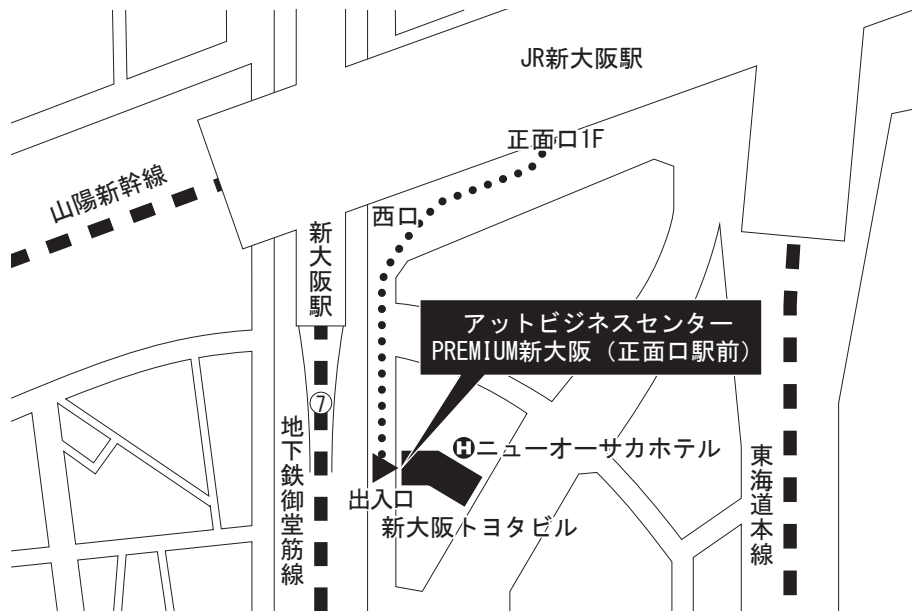 JR新大阪駅
正面口1F
山陽新幹線
西口
新大阪駅
アットビジネスセンター
PREMIUM新大阪（正面口駅前）
7
地下鉄御堂筋線
Hニューオーサカホテル
東海道本線
出入口
新大阪トヨタビル